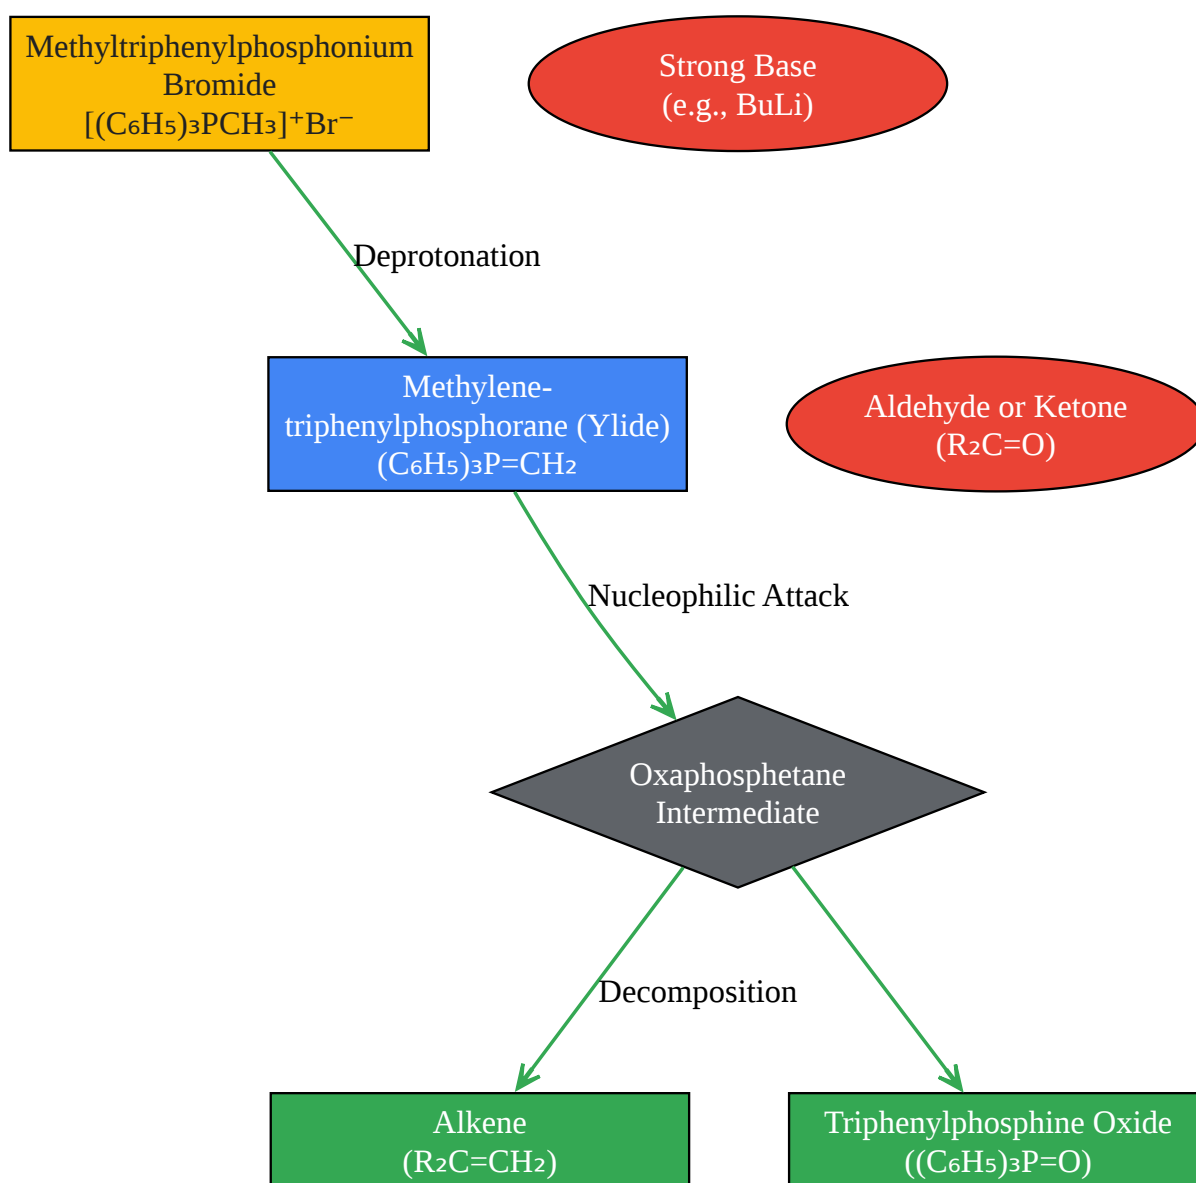 Methyltriphenylphosphonium
Bromide
[(C₆H₅)₃PCH₃]⁺Br⁻
Strong Base
(e.g., BuLi)
Deprotonation
Methylene-
triphenylphosphorane (Ylide)
(C₆H₅)₃P=CH₂
Aldehyde or Ketone
(R₂C=O)
Nucleophilic Attack
Oxaphosphetane
Intermediate
Decomposition
Alkene
(R₂C=CH₂)
Triphenylphosphine Oxide
((C₆H₅)₃P=O)